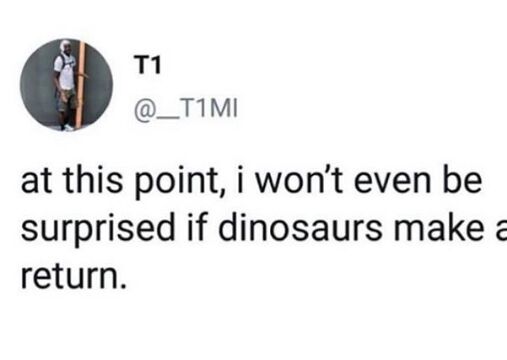 T1
@__T1MI
at this point, i won't even be
surprised if dinosaurs make a
return.